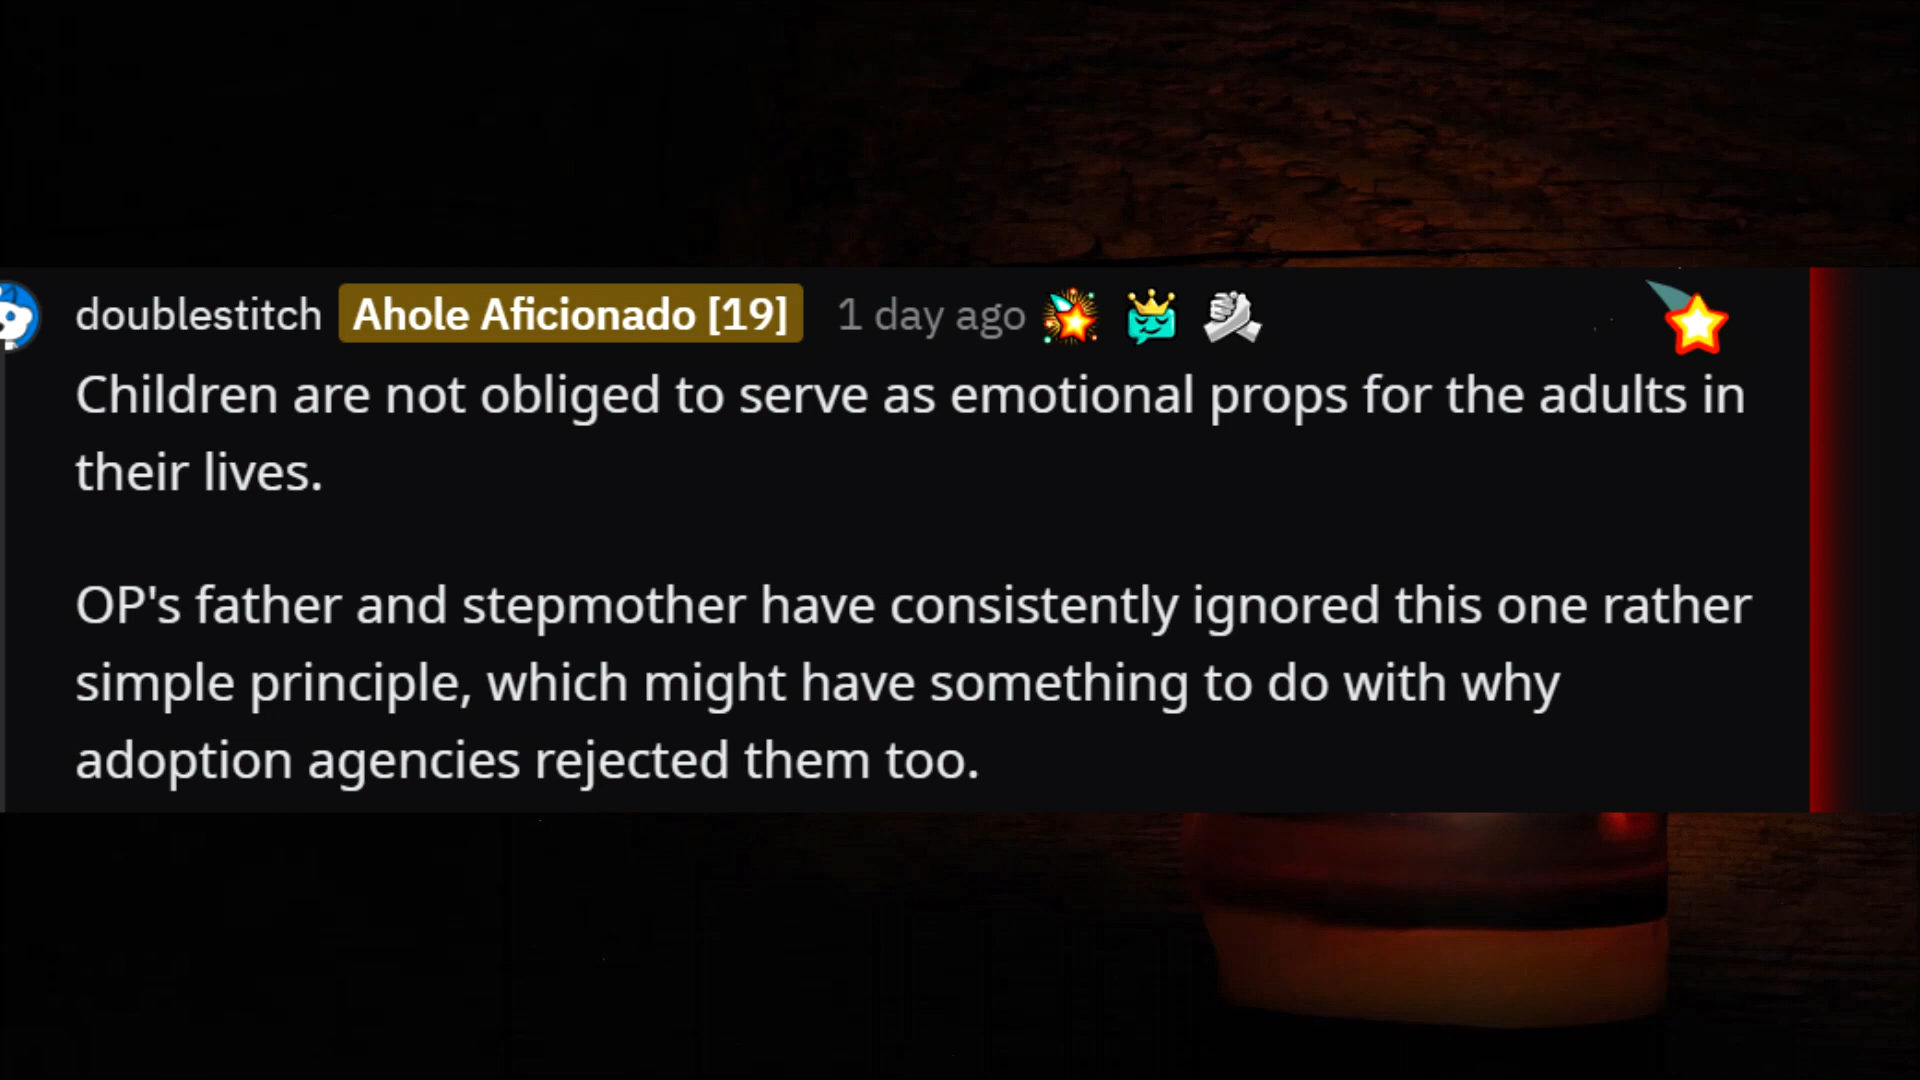 doublestitch Ahole Aficionado [19] 1 day ago
Children are not obliged to serve as emotional props for the adults in
their lives.
OP's father and stepmother have consistently ignored this one rather
simple principle, which might have something to do with why
adoption agencies rejected them too.